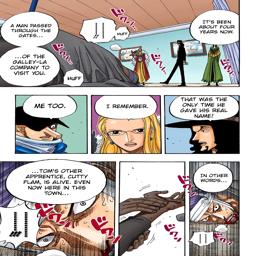 IT'S BEEN
ABOUT FOUR
YEARS NOW.
A MAN PASSED
THROUGH THE
GATES...
!!
HUFF
...OF THE
GALLEY-LA
COMPANY TO
VISIT YOU.
HUFF
THAT WAS THE
ONLY TIME HE
GAVE HIS REAL
NAME!
I REMEMBER.
ME TOO.
IN OTHER
WORDS...
...TOM'S OTHER
APPRENTICE, CUTTY
FLAM, IS ALIVE. EVEN
NOW HERE IN THIS
TOWN...
!!